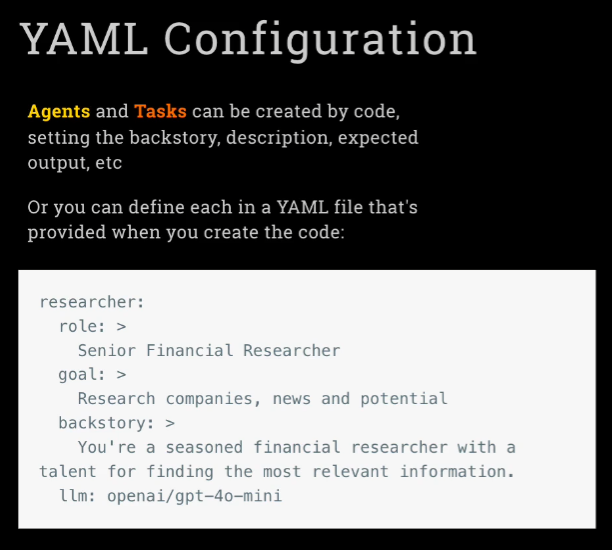 YAML Configuration
Agents and Tasks can be created by code,
setting the backstory, description, expected
output, etc
Or you can define each in a YAML file that's
provided when you create the code:
researcher:
  role: >
    Senior Financial Researcher
  goal: >
    Research companies, news and potential
  backstory: >
    You're a seasoned financial researcher with a
talent for finding the most relevant information.
  llm: openai/gpt-4o-mini